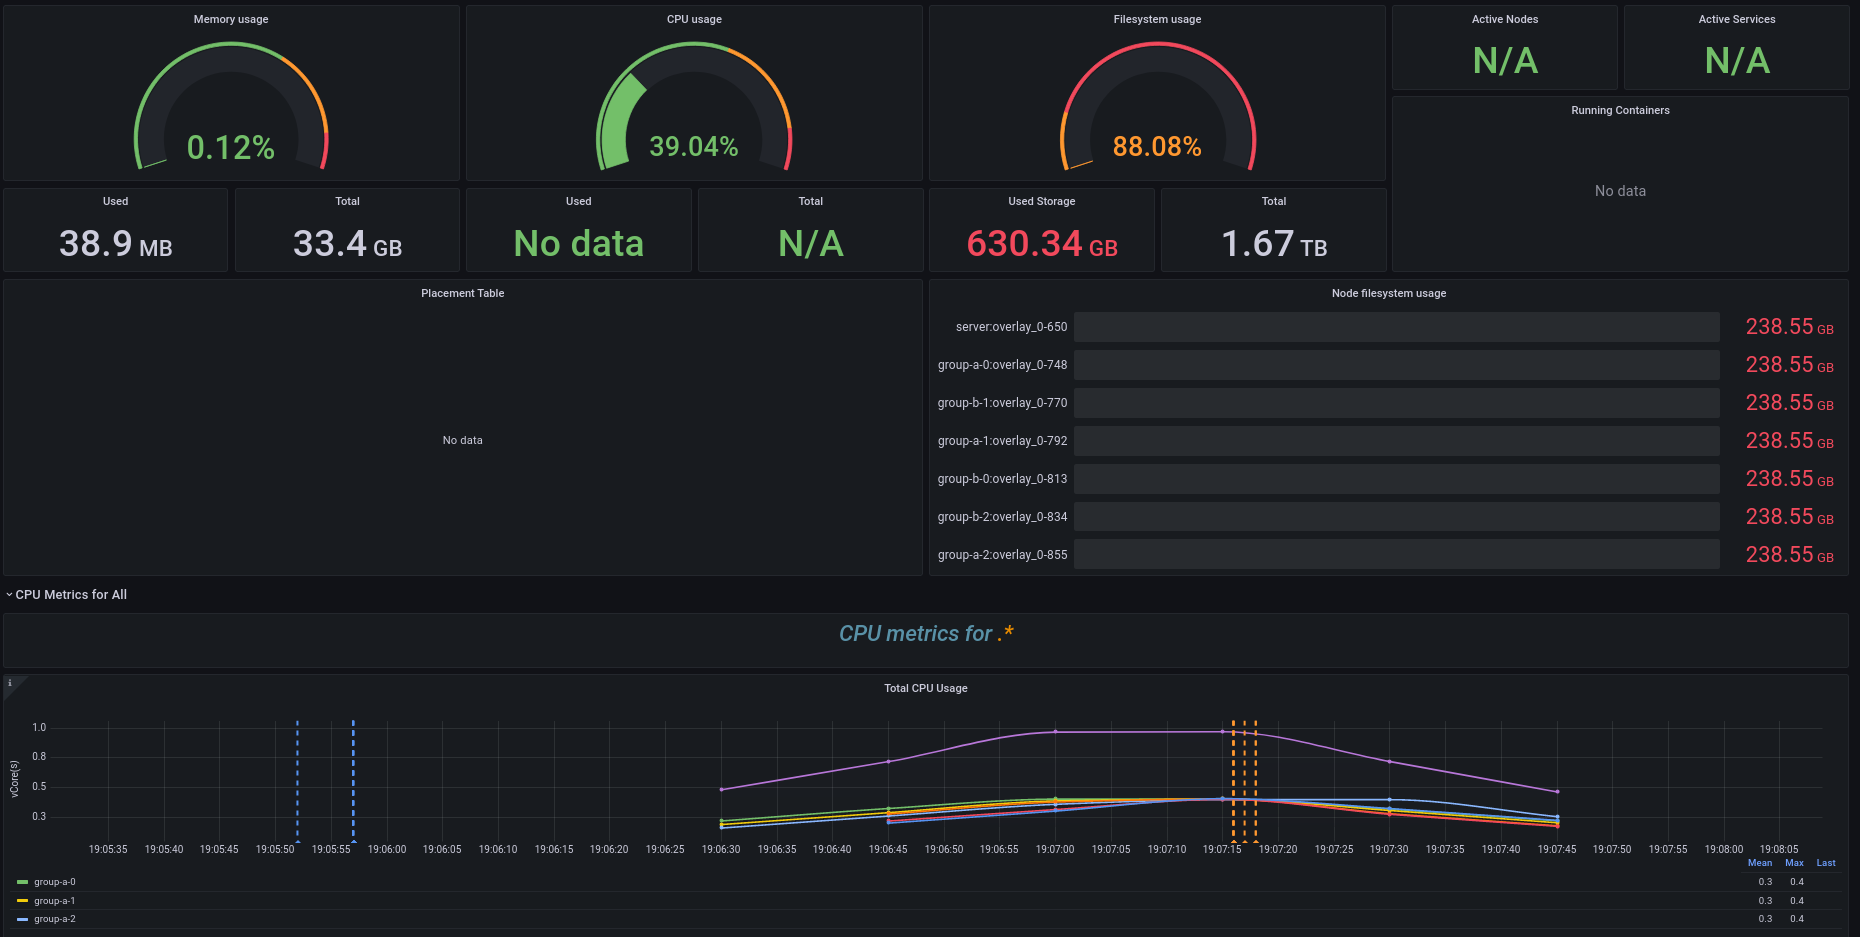 Memory usage
0.12%
CPU usage
39.04%
Filesystem usage
88.08%
Active Nodes
N/A
Active Services
N/A
Running Containers
No data
Used
38.9 MB
Total
33.4 GB
Used
No data
Total
N/A
Used Storage
630.34 GB
Total
1.67 TB
Placement Table
No data
Node filesystem usage
server:overlay_0-650 238.55 GB
group-a-0:overlay_0-748 238.55 GB
group-b-1:overlay_0-770 238.55 GB
group-a-1:overlay_0-792 238.55 GB
group-b-0:overlay_0-813 238.55 GB
group-b-2:overlay_0-834 238.55 GB
group-a-2:overlay_0-855 238.55 GB
CPU Metrics for All
CPU metrics for .*
i
Total CPU Usage
vCore(s)
1.0
0.8
0.5
0.3
19:05:35 19:05:40 19:05:45 19:05:50 19:05:55 19:06:00 19:06:05 19:06:10 19:06:15 19:06:20 19:06:25 19:06:30 19:06:35 19:06:40 19:06:45 19:06:50 19:06:55 19:07:00 19:07:05 19:07:10 19:07:15 19:07:20 19:07:25 19:07:30 19:07:35 19:07:40 19:07:45 19:07:50 19:07:55 19:08:00 19:08:05
Mean Max Last
group-a-0 0.3 0.4
group-a-1 0.3 0.4
group-a-2 0.3 0.4